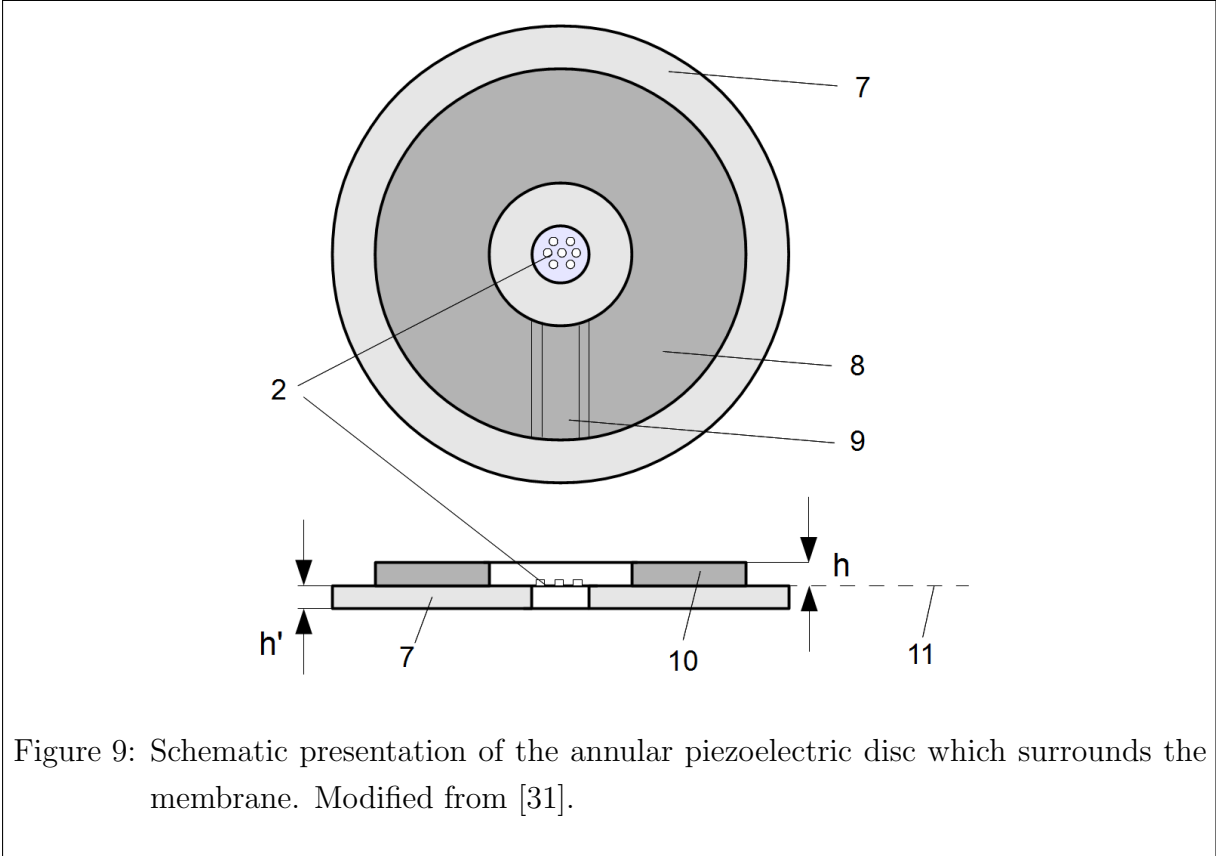 7
8
2
9
h
h'
7
10
11
Figure 9: Schematic presentation of the annular piezoelectric disc which surrounds the
membrane. Modified from [31].